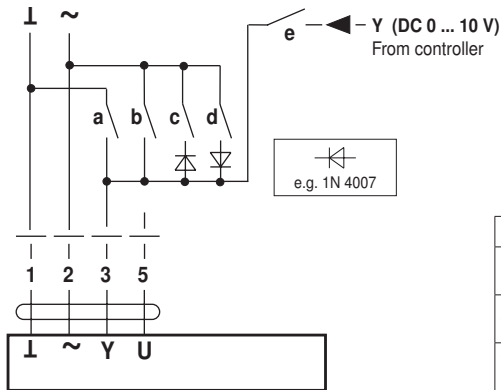 ⊥ ~
e
Y (DC 0 ... 10 V)
From controller
a b c d
e.g. 1N 4007
1 2 3 5
⊥ ~ Y U